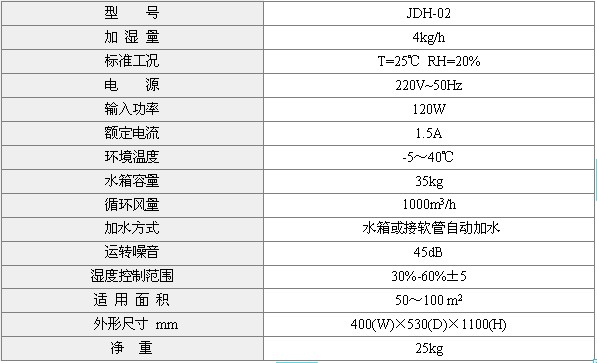 型 号 JDH-02
加 湿 量 4kg/h
标准工况 T=25℃ RH=20%
电 源 220V~50Hz
输入功率 120W
额定电流 1.5A
环境温度 -5～40℃
水箱容量 35kg
循环风量 1000m³/h
加水方式 水箱或接软管自动加水
运转噪音 45dB
湿度控制范围 30%-60%±5
适 用 面 积 50～100 m²
外形尺寸 mm 400(W)×530(D)×1100(H)
净 重 25kg